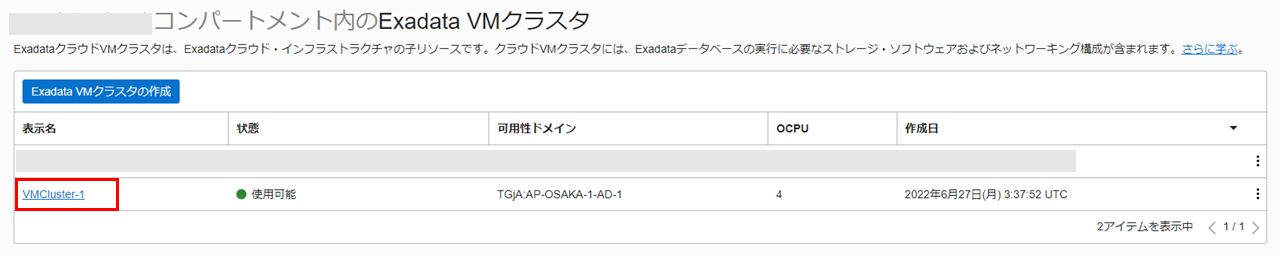 コンパートメント内のExadata VMクラスタ
ExadataクラウドVMクラスタは、Exadataクラウド・インフラストラクチャの子リソースです。クラウドVMクラスタには、Exadataデータベースの実行に必要なストレージ・ソフトウェアおよびネットワーキング構成が含まれます。さらに学ぶ。
Exadata VMクラスタの作成
表示名 状態 可用性ドメイン OCPU 作成日
VMCluster-1 使用可能 TGjA:AP-OSAKA-1-AD-1 4 2022年6月27日(月) 3:37:52 UTC
2アイテムを表示中 1 / 1